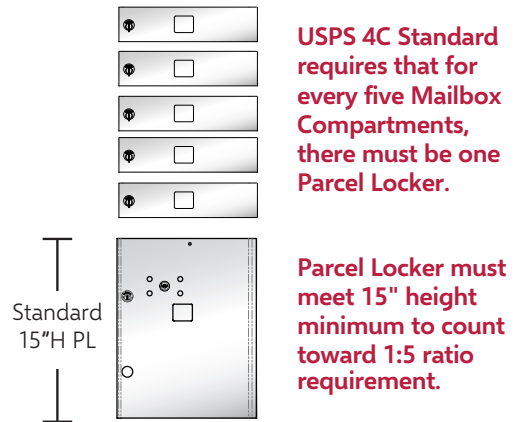 USPS 4C Standard
requires that for
every five Mailbox
Compartments,
there must be one
Parcel Locker.
Standard
15"H PL
Parcel Locker must
meet 15" height
minimum to count
toward 1:5 ratio
requirement.